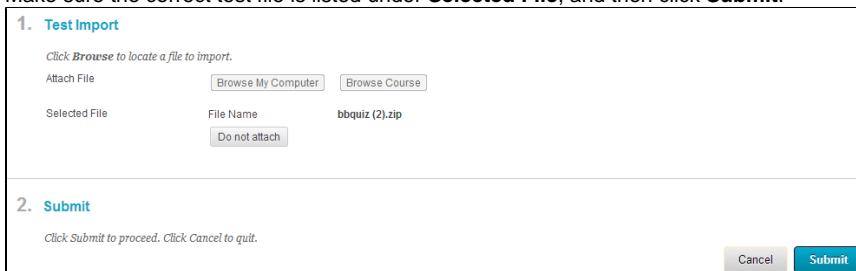 Make sure the correct test file is listed under Selected File, and then click Submit.
1. Test Import
Click Browse to locate a file to import.
Attach File Browse My Computer Browse Course
Selected File File Name bbquiz (2).zip
Do not attach
2. Submit
Click Submit to proceed. Click Cancel to quit.
Cancel Submit